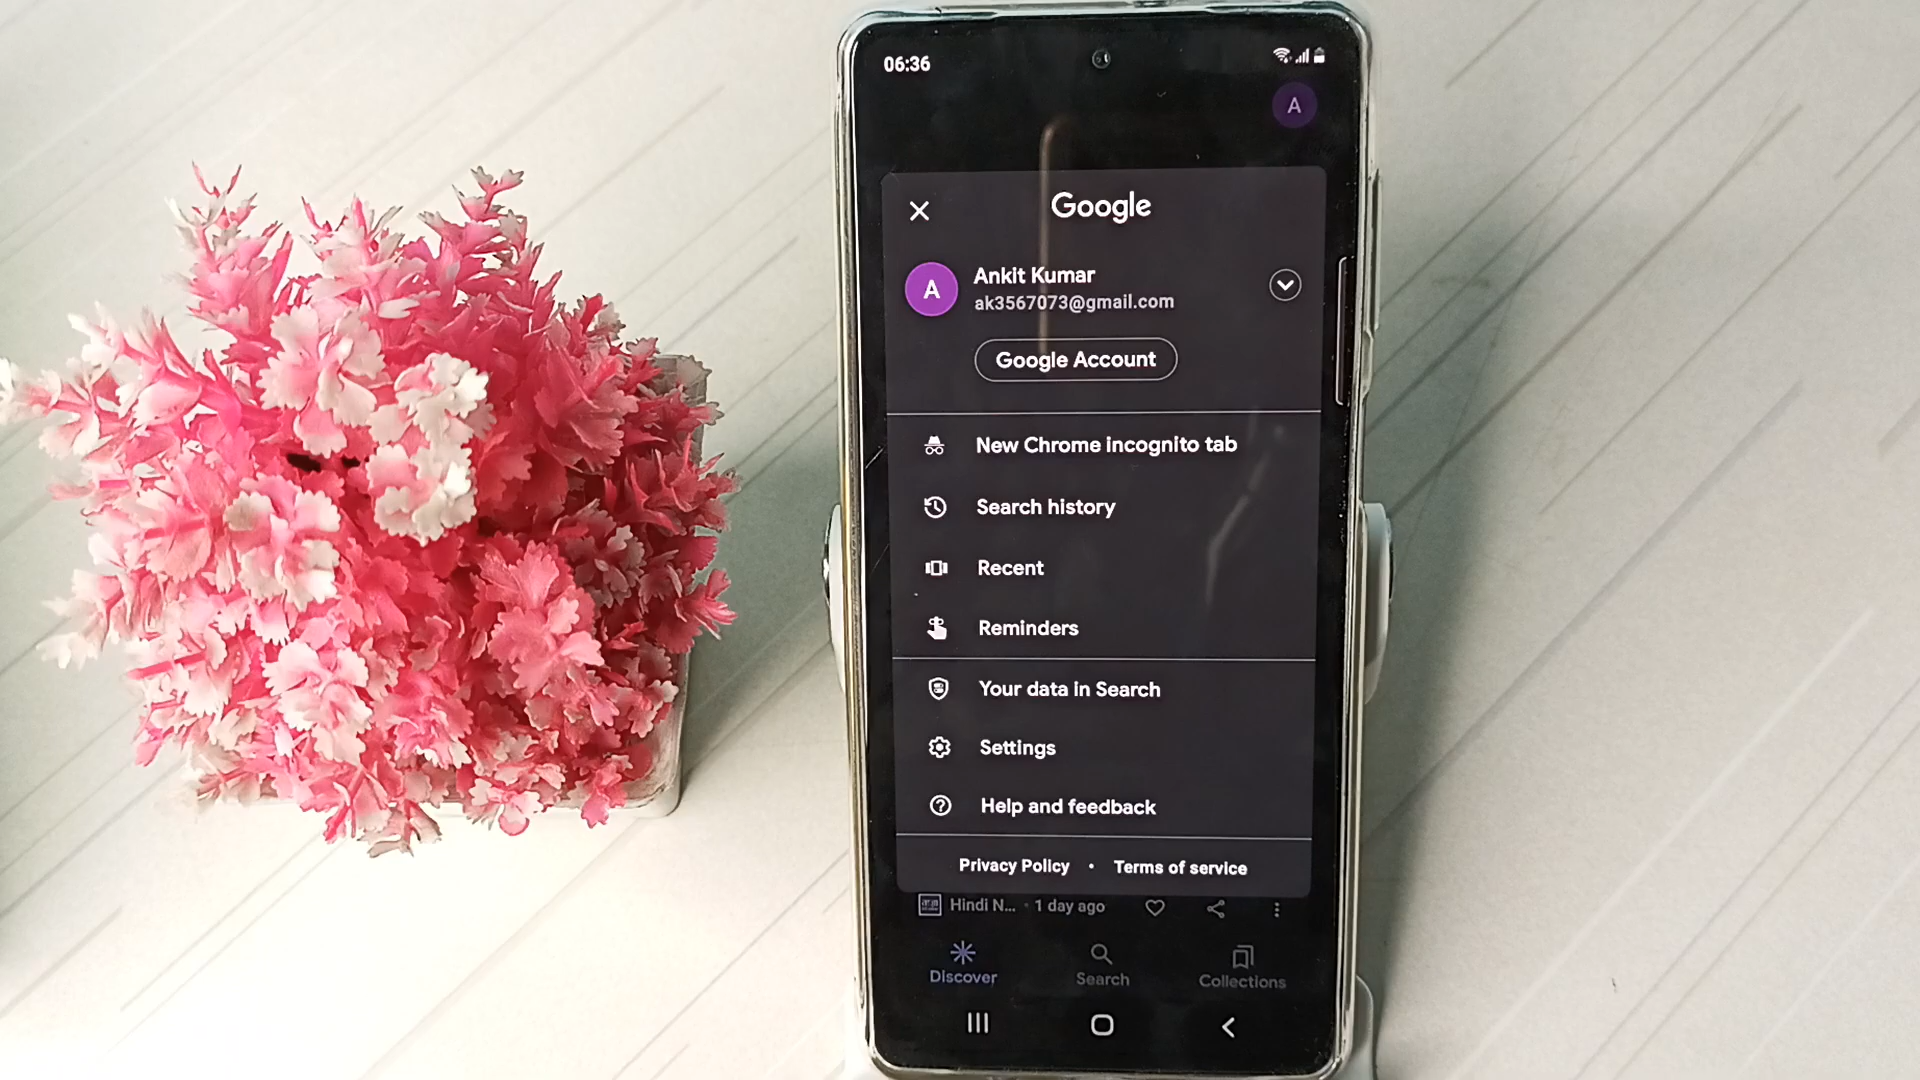 06:36
A
Google
A
Ankit Kumar
ak3567073@gmail.com
Google Account
New Chrome incognito tab
Search history
Recent
Reminders
Your data in Search
Settings
Help and feedback
Privacy Policy • Terms of service
Hindi N... · 1 day ago
Discover
Search
Collections